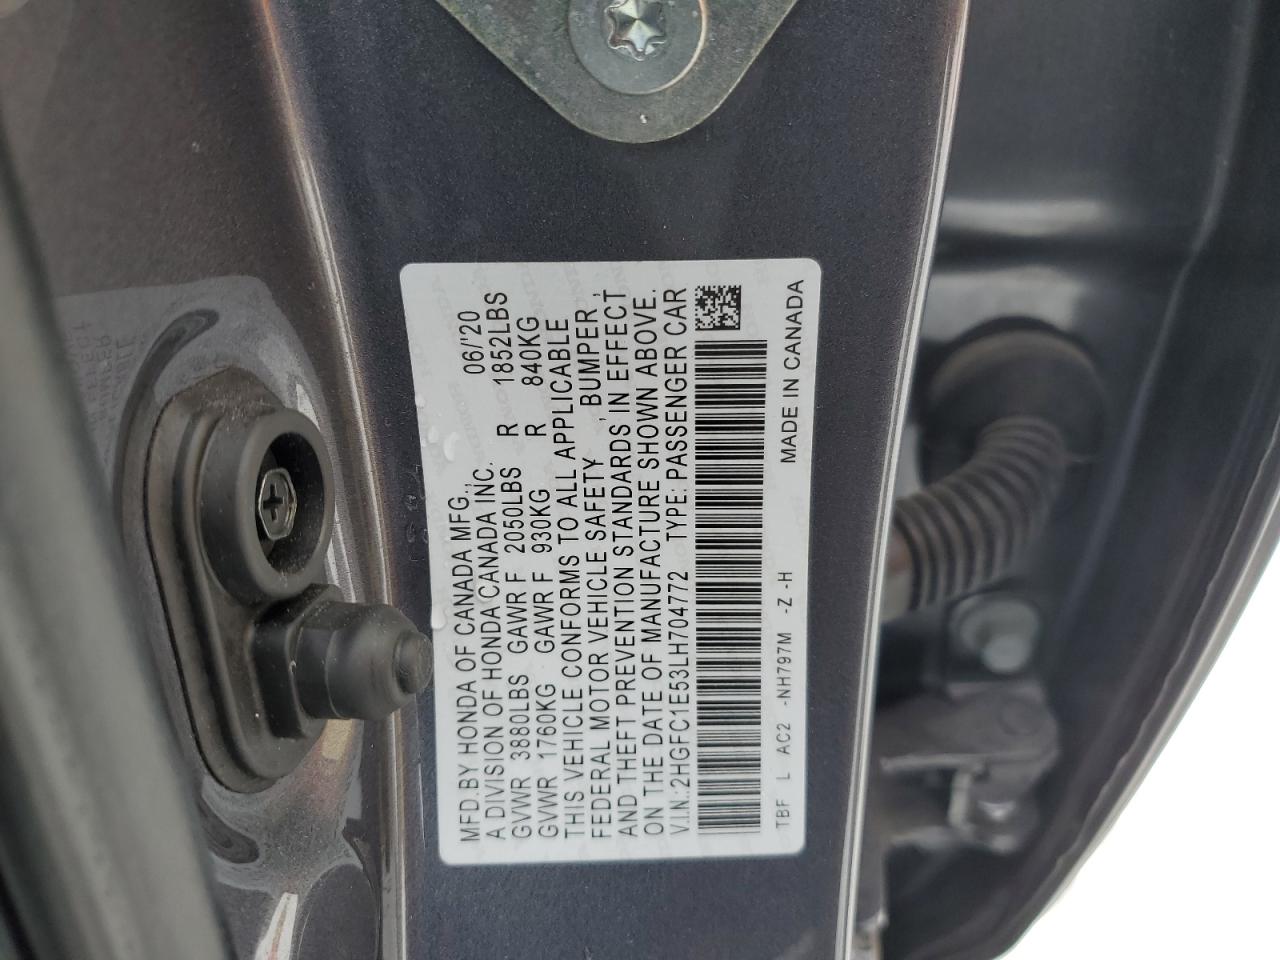 MFD.BY HONDA OF CANADA MFG., 06/'20
A DIVISION OF HONDA CANADA INC.
GVWR 3880LBS GAWR F 2050LBS R 1852LBS
GVWR 1760KG GAWR F 930KG R 840KG
THIS VEHICLE CONFORMS TO ALL APPLICABLE
FEDERAL MOTOR VEHICLE SAFETY , BUMPER,
AND THEFT PREVENTION STANDARDS IN EFFECT
ON THE DATE OF MANUFACTURE SHOWN ABOVE.
V.I.N.:2HGFC1E53LH704772 TYPE: PASSENGER CAR
TBF L AC2 -NH797M -Z -H MADE IN CANADA